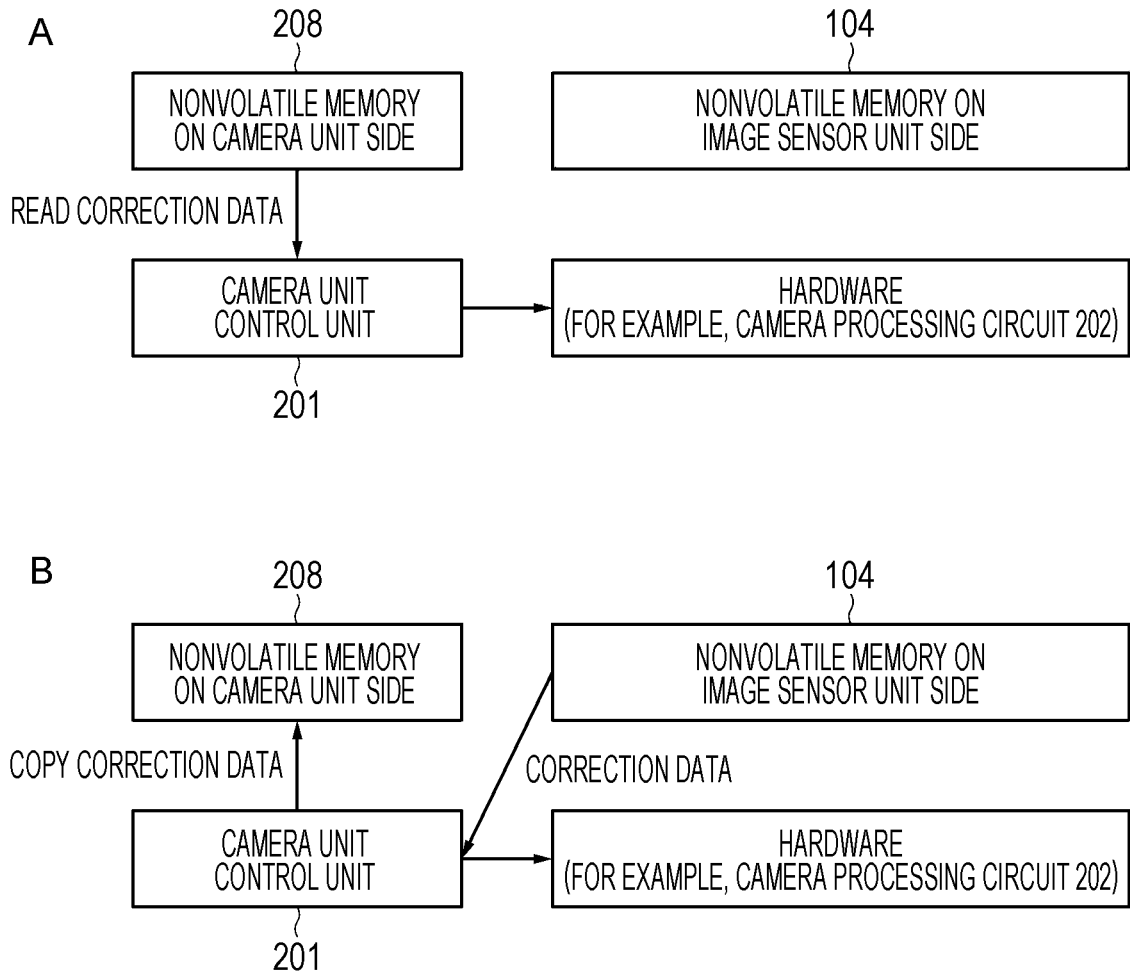 A
208
104
NONVOLATILE MEMORY
ON CAMERA UNIT SIDE
NONVOLATILE MEMORY ON
IMAGE SENSOR UNIT SIDE
READ CORRECTION DATA
CAMERA UNIT
CONTROL UNIT
HARDWARE
(FOR EXAMPLE, CAMERA PROCESSING CIRCUIT 202)
201
B
208
104
NONVOLATILE MEMORY
ON CAMERA UNIT SIDE
NONVOLATILE MEMORY ON
IMAGE SENSOR UNIT SIDE
COPY CORRECTION DATA
CORRECTION DATA
CAMERA UNIT
CONTROL UNIT
HARDWARE
(FOR EXAMPLE, CAMERA PROCESSING CIRCUIT 202)
201